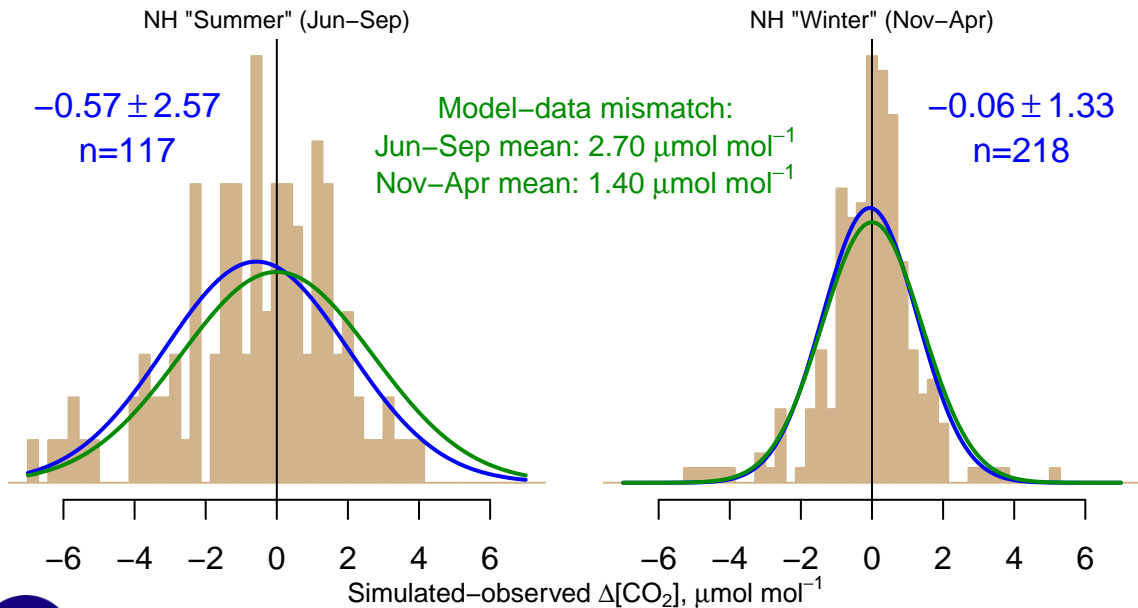 NH "Summer" (Jun−Sep)
−0.57 ± 2.57
n=117
Model−data mismatch:
Jun−Sep mean: 2.70 μmol mol⁻¹
Nov−Apr mean: 1.40 μmol mol⁻¹
NH "Winter" (Nov−Apr)
−0.06 ± 1.33
n=218
−6 −4 −2 0 2 4 6
−6 −4 −2 0 2 4 6
Simulated−observed Δ[CO₂], μmol mol⁻¹